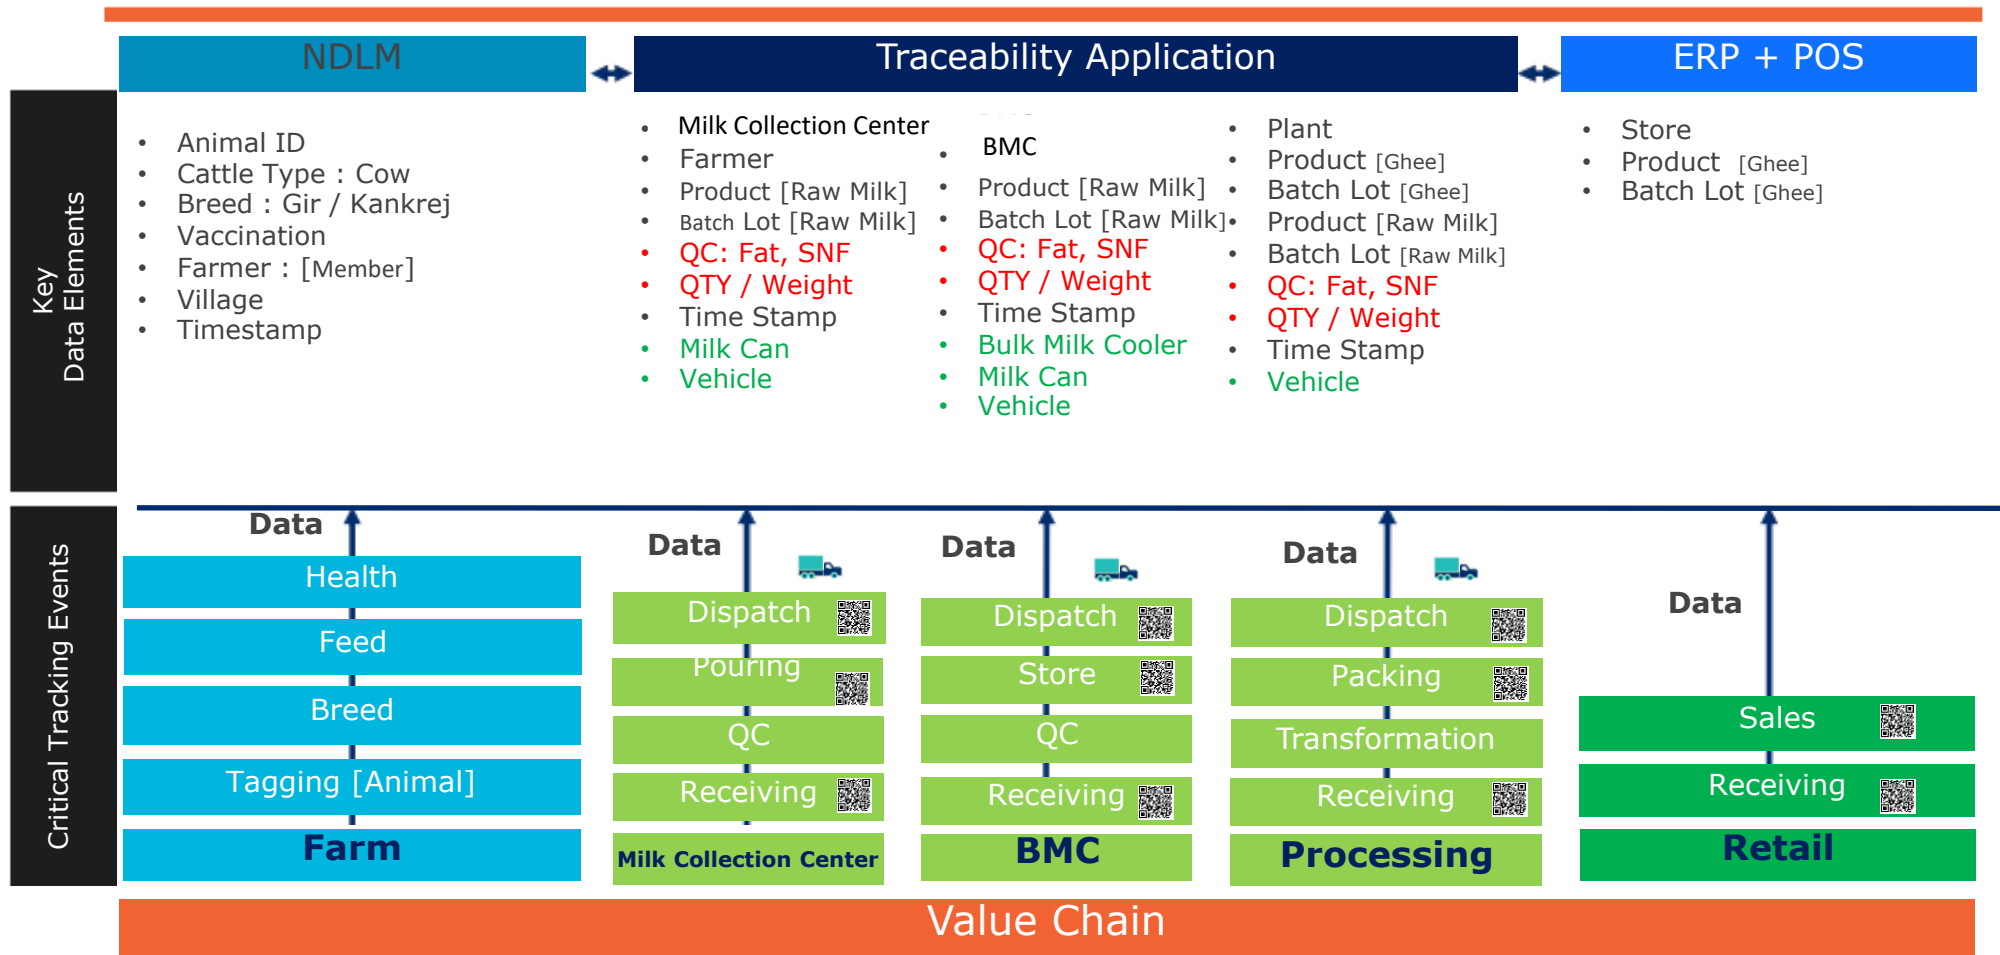 NDLM
Traceability Application
ERP + POS
Key
Data Elements
Animal ID
Cattle Type : Cow
Breed : Gir / Kankrej
Vaccination
Farmer : [Member]
Village
Timestamp
Milk Collection Center
Farmer
Product [Raw Milk]
Batch Lot [Raw Milk]
QC: Fat, SNF
QTY / Weight
Time Stamp
Milk Can
Vehicle
BMC
Product [Raw Milk]
Batch Lot [Raw Milk]
QC: Fat, SNF
QTY / Weight
Time Stamp
Bulk Milk Cooler
Milk Can
Vehicle
Plant
Product [Ghee]
Batch Lot [Ghee]
Product [Raw Milk]
Batch Lot [Raw Milk]
QC: Fat, SNF
QTY / Weight
Time Stamp
Vehicle
Store
Product [Ghee]
Batch Lot [Ghee]
Critical Tracking Events
Data
Health
Feed
Breed
Tagging [Animal]
Farm
Data
Dispatch
Pouring
QC
Receiving
Milk Collection Center
Data
Dispatch
Store
QC
Receiving
BMC
Data
Dispatch
Packing
Transformation
Receiving
Processing
Data
Sales
Receiving
Retail
Value Chain